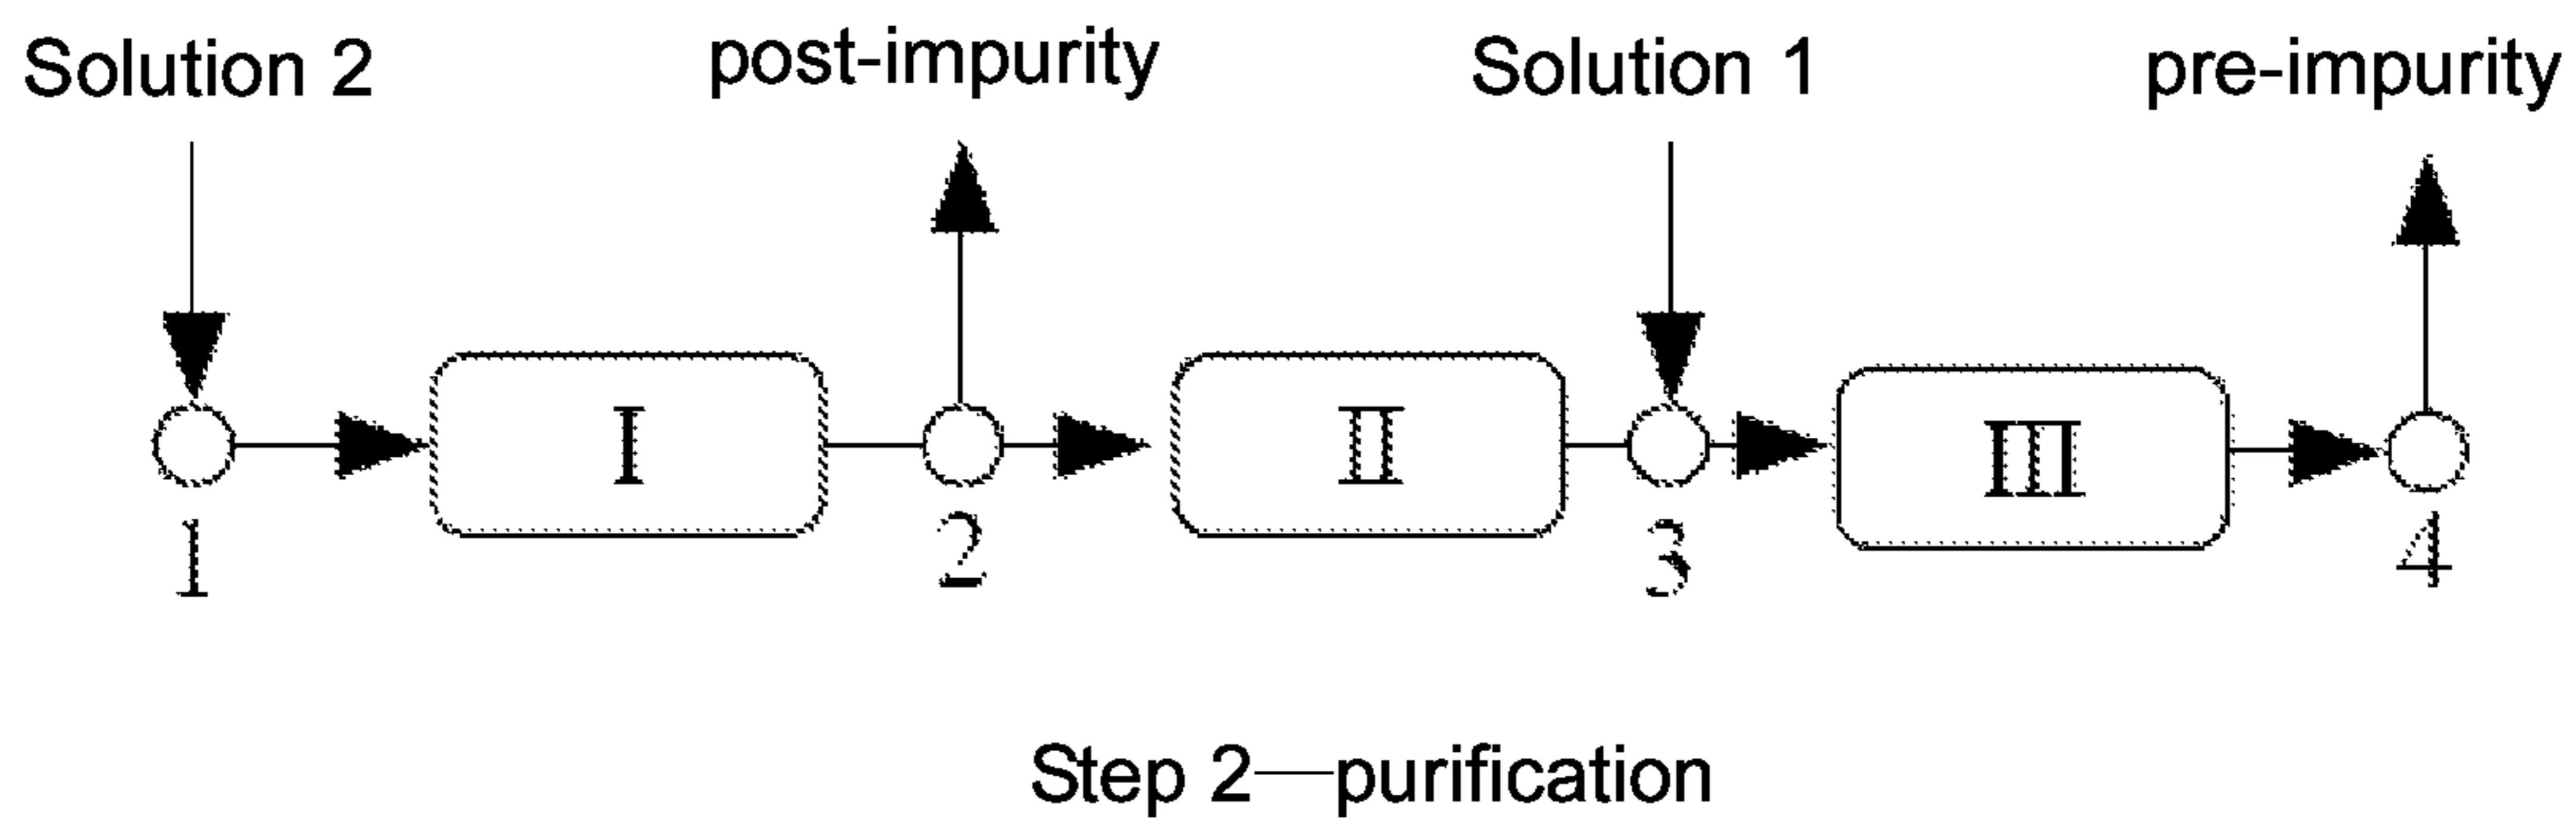 Solution 2 post-impurity Solution 1 pre-impurity
I II III
1 2 3 4
Step 2—purification